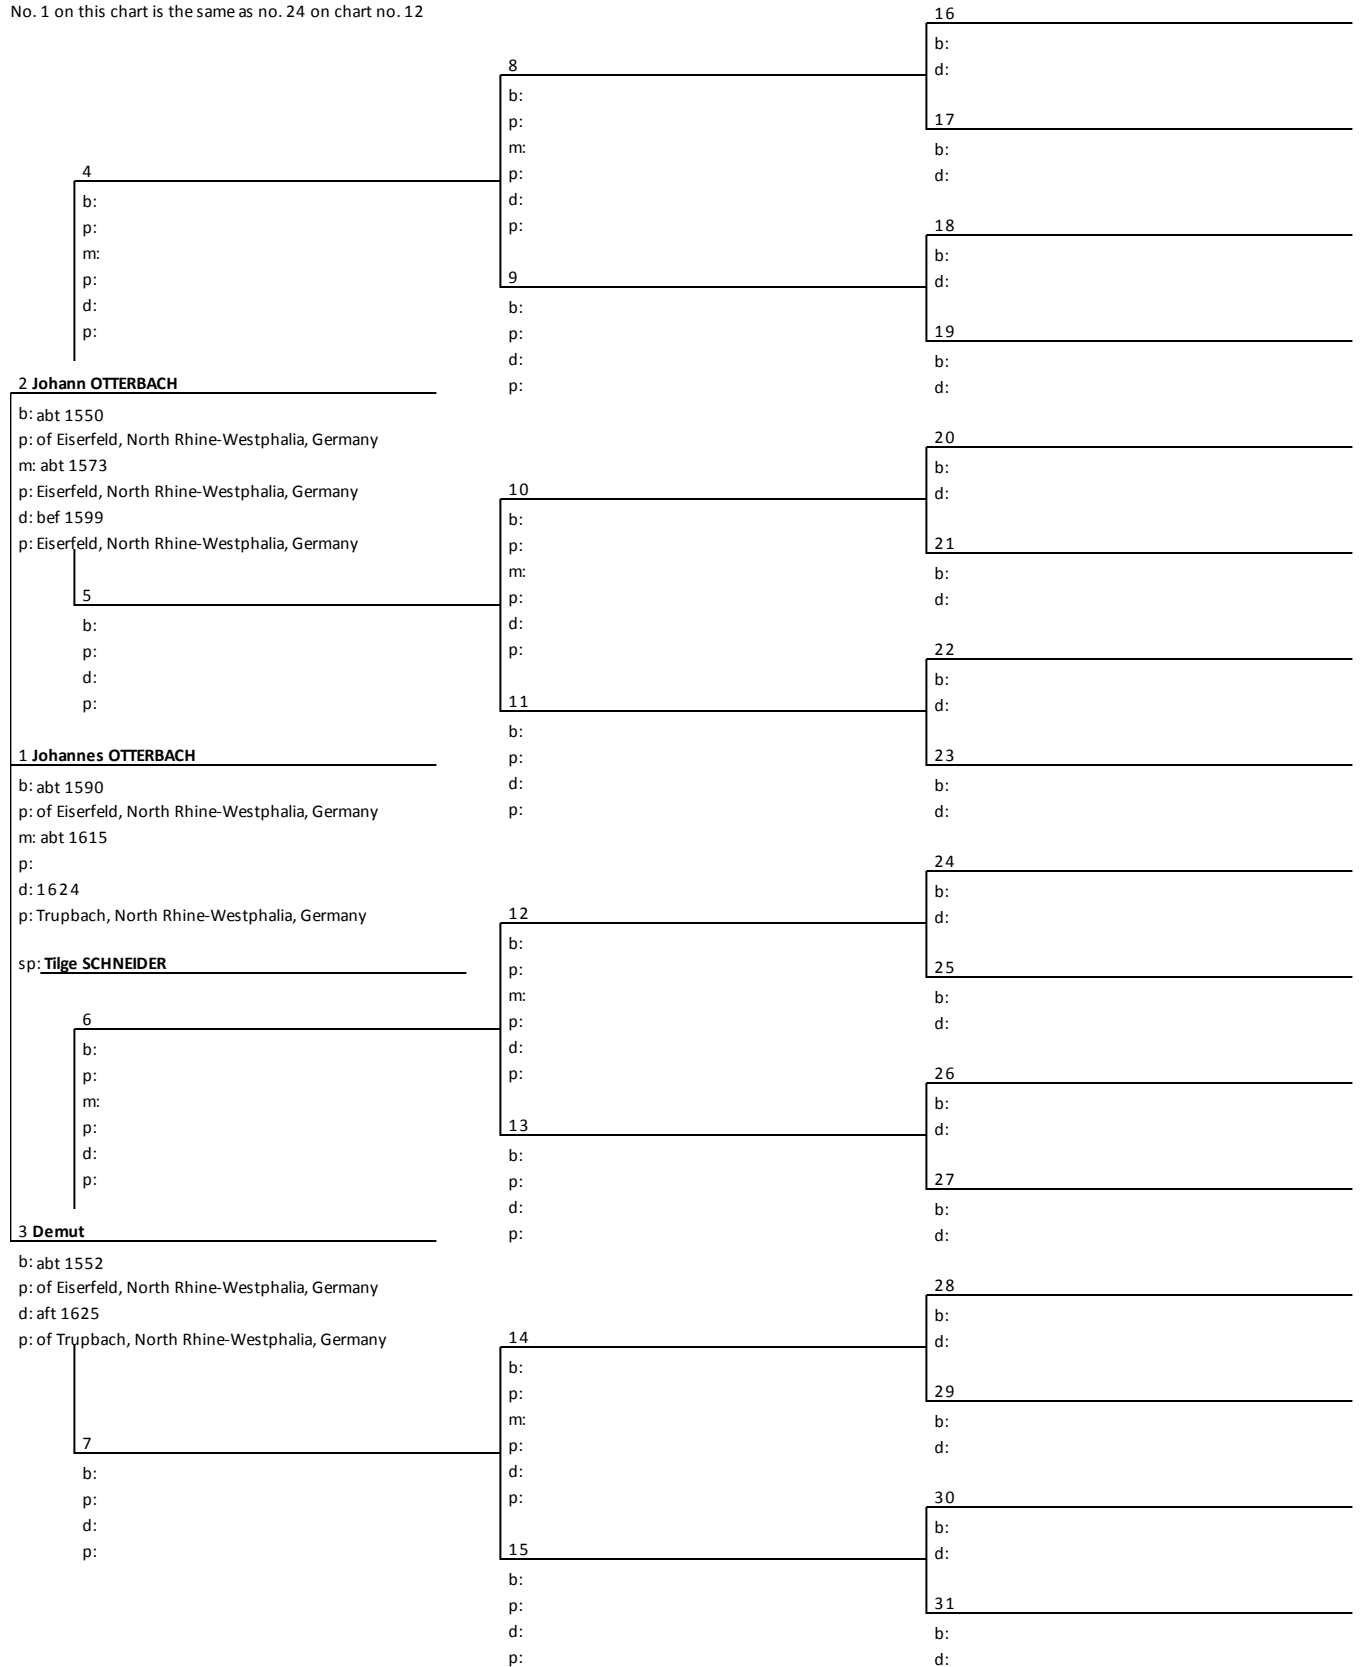 No. 1 on this chart is the same as no. 24 on chart no. 12
2 Johann OTTERBACH
b: abt 1550
p: of Eiserfeld, North Rhine-Westphalia, Germany
m: abt 1573
p: Eiserfeld, North Rhine-Westphalia, Germany
d: bef 1599
p: Eiserfeld, North Rhine-Westphalia, Germany
1 Johannes OTTERBACH
b: abt 1590
p: of Eiserfeld, North Rhine-Westphalia, Germany
m: abt 1615
p:
d: 1624
p: Trupbach, North Rhine-Westphalia, Germany
sp: Tilge SCHNEIDER
3 Demut
b: abt 1552
p: of Eiserfeld, North Rhine-Westphalia, Germany
d: aft 1625
p: of Trupbach, North Rhine-Westphalia, Germany
4
b:
p:
m:
p:
d:
p:
5
b:
p:
d:
p:
6
b:
p:
m:
p:
d:
p:
7
b:
p:
d:
p:
8
b:
p:
m:
p:
d:
p:
9
b:
p:
d:
p:
10
b:
p:
m:
p:
d:
p:
11
b:
p:
d:
p:
12
b:
p:
m:
p:
d:
p:
13
b:
p:
d:
p:
14
b:
p:
m:
p:
d:
p:
15
b:
p:
d:
p:
16
b:
d:
17
b:
d:
18
b:
d:
19
b:
d:
20
b:
d:
21
b:
d:
22
b:
d:
23
b:
d:
24
b:
d:
25
b:
d:
26
b:
d:
27
b:
d:
28
b:
d:
29
b:
d:
30
b:
d:
31
b:
d: